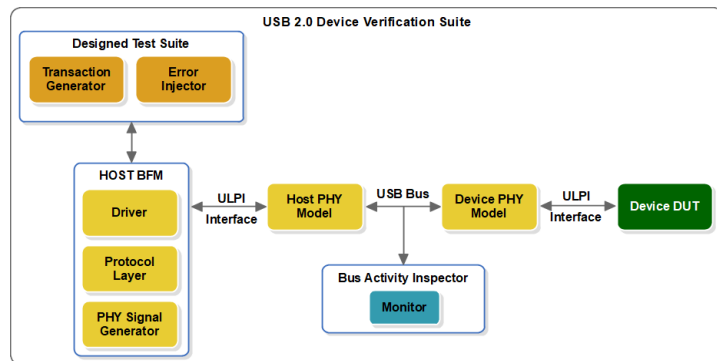 USB 2.0 Device Verification Suite
Designed Test Suite
Transaction
Generator
Error
Injector
HOST BFM
Driver
Protocol
Layer
PHY Signal
Generator
ULPI
Interface
Host PHY
Model
USB Bus
Device PHY
Model
ULPI
Interface
Device DUT
Bus Activity Inspector
Monitor